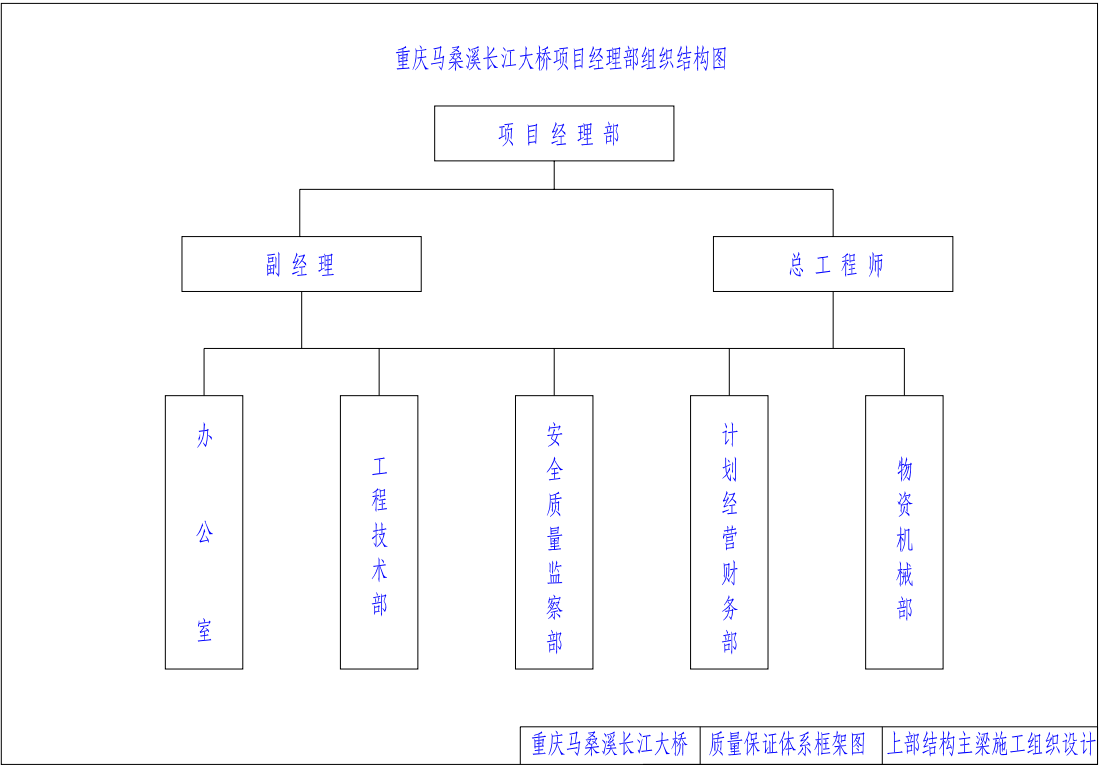 重庆马桑溪长江大桥项目经理部组织结构图
项目经理部
副经理
总工程师
办公室
工程技术部
安全质量监察部
计划经营财务部
物资机械部
重庆马桑溪长江大桥
质量保证体系框架图
上部结构主梁施工组织设计